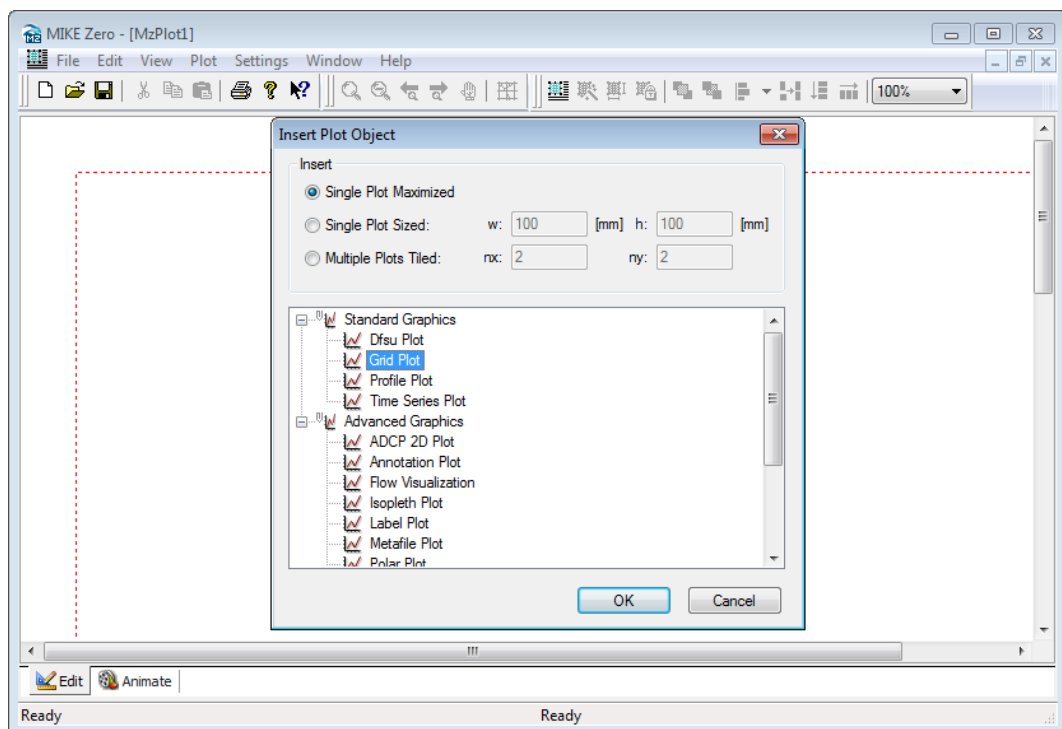 MIKE Zero - [MzPlot1]
File Edit View Plot Settings Window Help
100%
Insert Plot Object
Insert
Single Plot Maximized
Single Plot Sized: w: 100 [mm] h: 100 [mm]
Multiple Plots Tiled: nx: 2 ny: 2
Standard Graphics
Dfsu Plot
Grid Plot
Profile Plot
Time Series Plot
Advanced Graphics
ADCP 2D Plot
Annotation Plot
Flow Visualization
Isopleth Plot
Label Plot
Metafile Plot
Polar Plot
OK Cancel
Edit Animate
Ready Ready